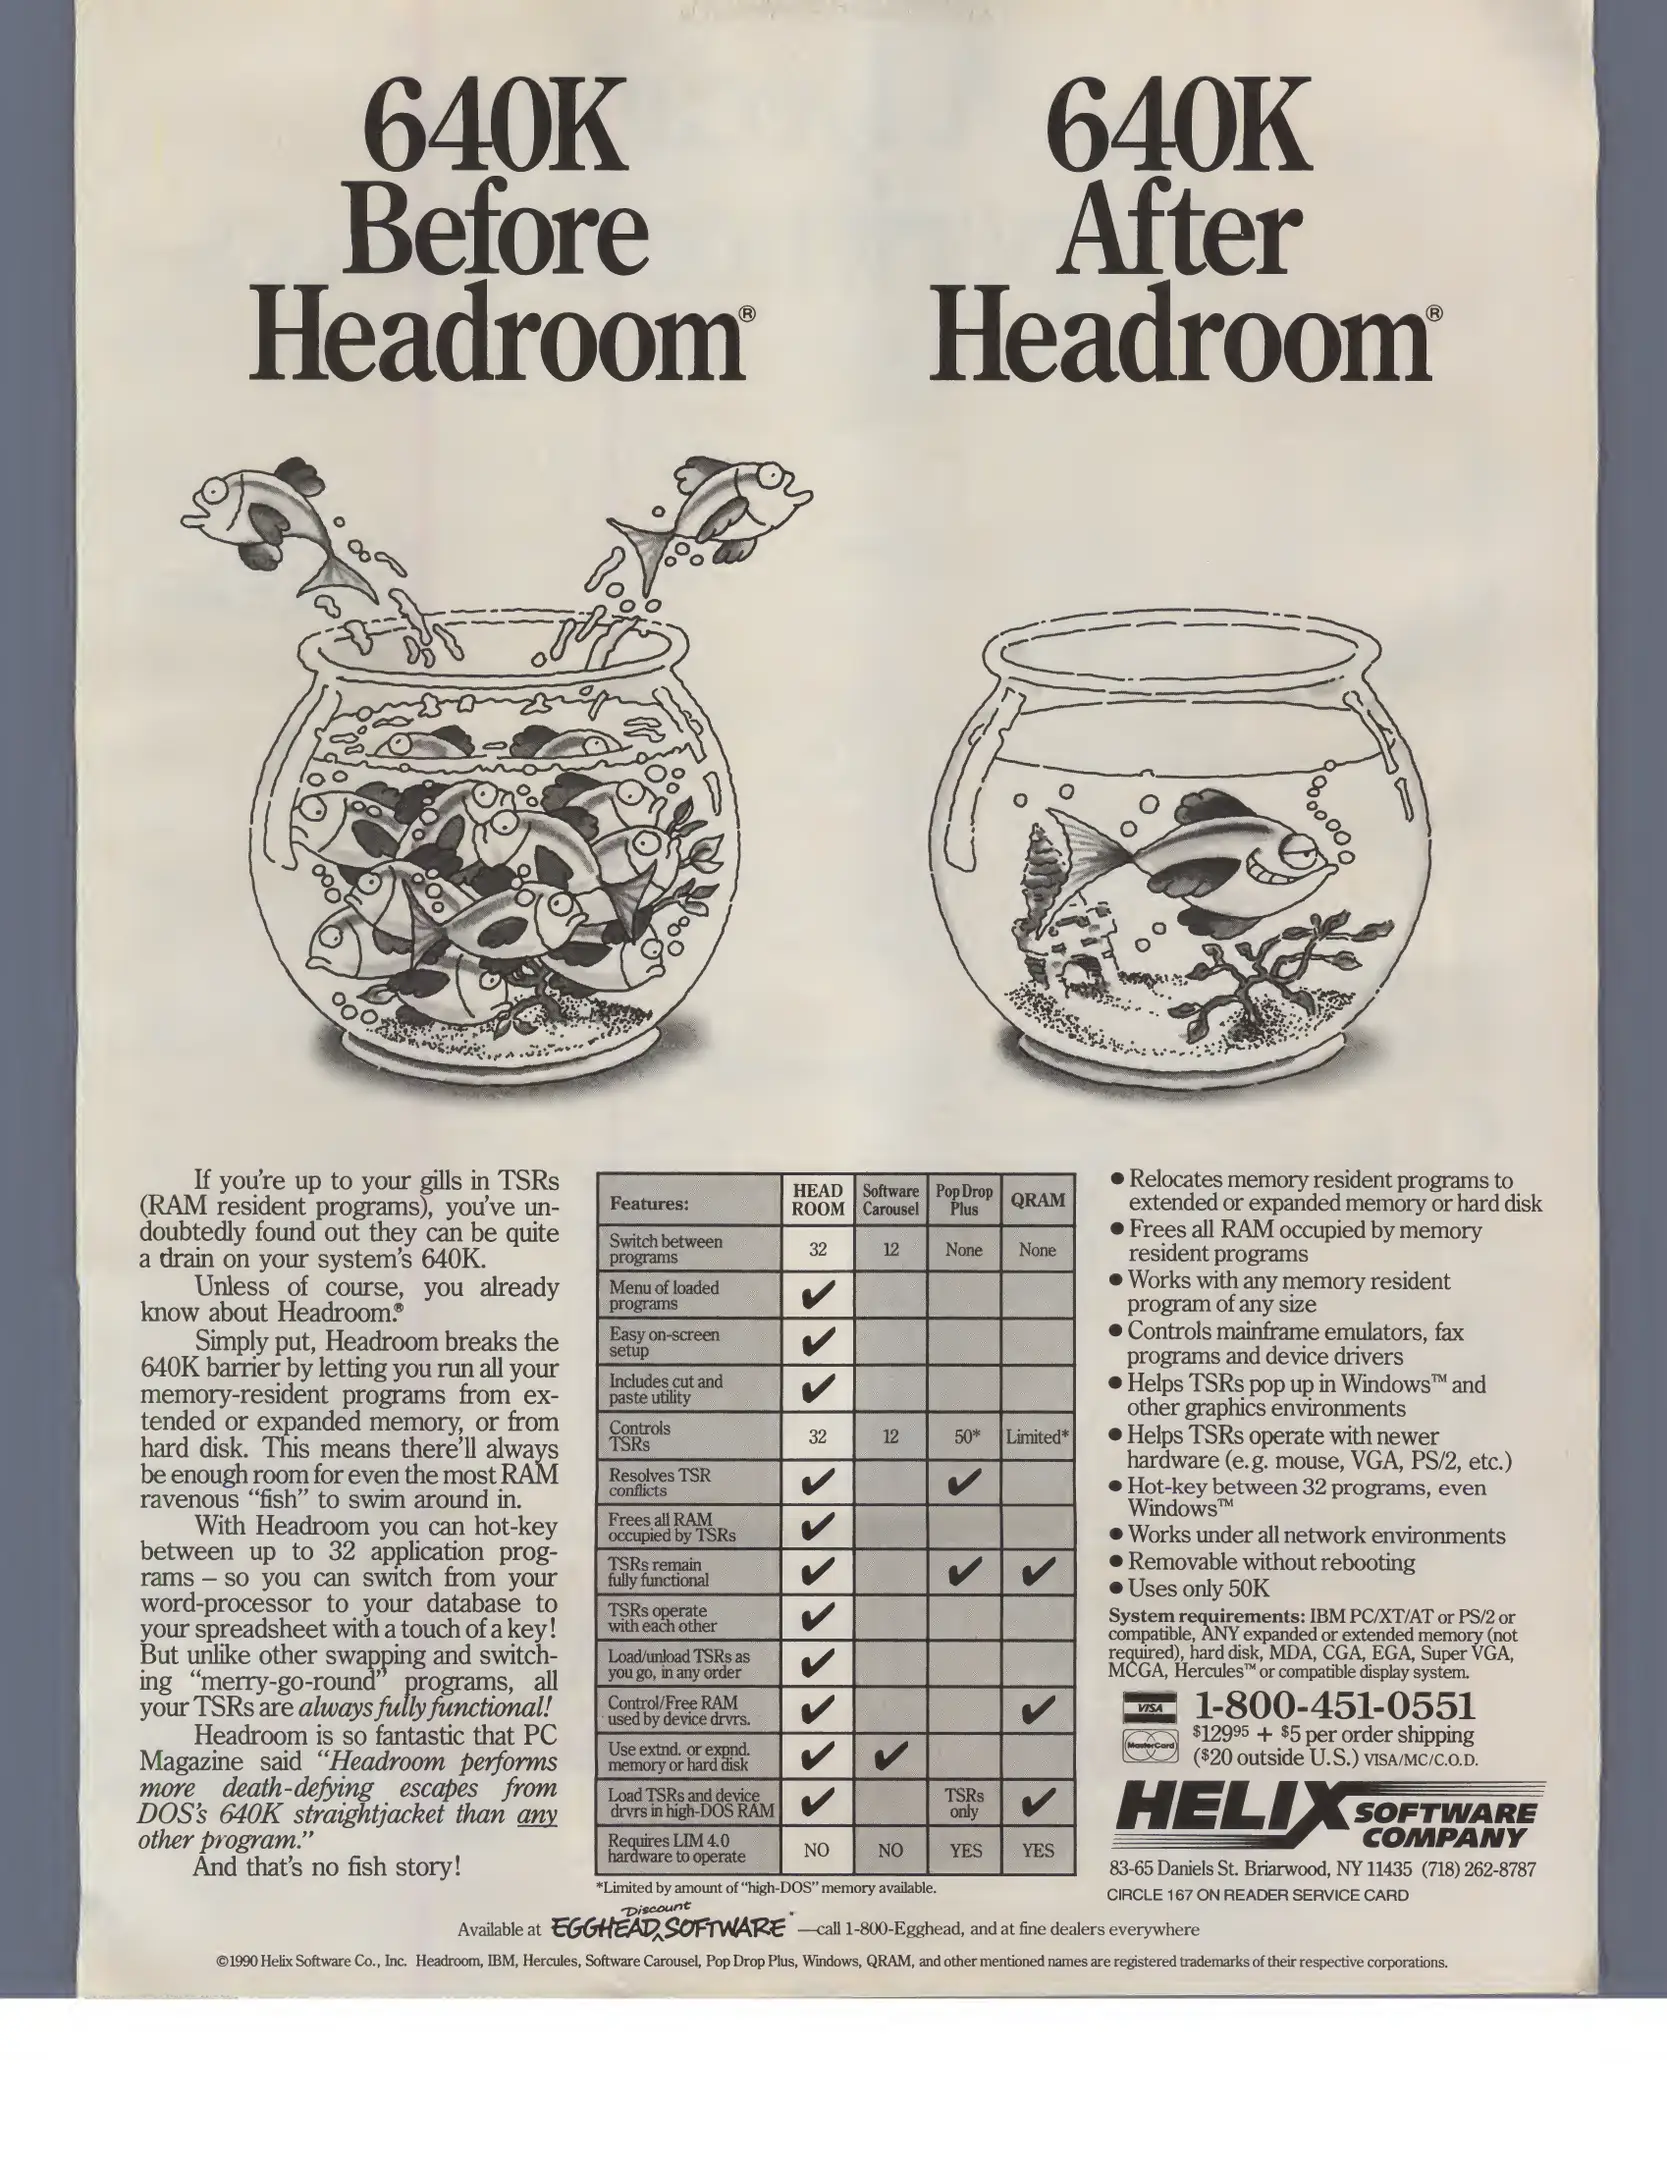 640K
Before
Headroom®
640K
After
Headroom®
If you're up to your gills in TSRs
(RAM resident programs), you've un-
doubtedly found out they can be quite
a drain on your system's 640K.
Unless of course, you already
know about Headroom.®
Simply put, Headroom breaks the
640K barrier by letting you run all your
memory-resident programs from ex-
tended or expanded memory, or from
hard disk. This means there'll always
be enough room for even the most RAM
ravenous "fish" to swim around in.
With Headroom you can hot-key
between up to 32 application prog-
rams – so you can switch from your
word-processor to your database to
your spreadsheet with a touch of a key!
But unlike other swapping and switch-
ing "merry-go-round" programs, all
your TSRs are always fully functional!
Headroom is so fantastic that PC
Magazine said "Headroom performs
more death-defying escapes from
DOS's 640K straightjacket than any
other program."
And that's no fish story!
Features: HEAD ROOM Software Carousel Pop Drop Plus QRAM
Switch between programs 32 12 None None
Menu of loaded programs ✔
Easy on-screen setup ✔
Includes cut and paste utility ✔
Controls TSRs 32 12 50* Limited*
Resolves TSR conflicts ✔ ✔
Frees all RAM occupied by TSRs ✔
TSRs remain fully functional ✔ ✔ ✔
TSRs operate with each other ✔
Load/unload TSRs as you go, in any order ✔
Control/Free RAM used by device drvrs. ✔ ✔
Use extnd. or expnd. memory or hard disk ✔ ✔
Load TSRs and device drvrs in high-DOS RAM ✔ TSRs only ✔
Requires LIM 4.0 hardware to operate NO NO YES YES
*Limited by amount of "high-DOS" memory available.
• Relocates memory resident programs to
extended or expanded memory or hard disk
• Frees all RAM occupied by memory
resident programs
• Works with any memory resident
program of any size
• Controls mainframe emulators, fax
programs and device drivers
• Helps TSRs pop up in Windows™ and
other graphics environments
• Helps TSRs operate with newer
hardware (e.g. mouse, VGA, PS/2, etc.)
• Hot-key between 32 programs, even
Windows™
• Works under all network environments
• Removable without rebooting
• Uses only 50K
System requirements: IBM PC/XT/AT or PS/2 or
compatible, ANY expanded or extended memory (not
required), hard disk, MDA, CGA, EGA, Super VGA,
MCGA, Hercules™ or compatible display system.
VISA
MasterCard
1-800-451-0551
$129⁹⁵ + $5 per order shipping
($20 outside U.S.) VISA/MC/C.O.D.
HELIX SOFTWARE
COMPANY
83-65 Daniels St. Briarwood, NY 11435 (718) 262-8787
CIRCLE 167 ON READER SERVICE CARD
Available at EGGHEAD Discount SOFTWARE —call 1-800-Egghead, and at fine dealers everywhere
©1990 Helix Software Co., Inc. Headroom, IBM, Hercules, Software Carousel, Pop Drop Plus, Windows, QRAM, and other mentioned names are registered trademarks of their respective corporations.